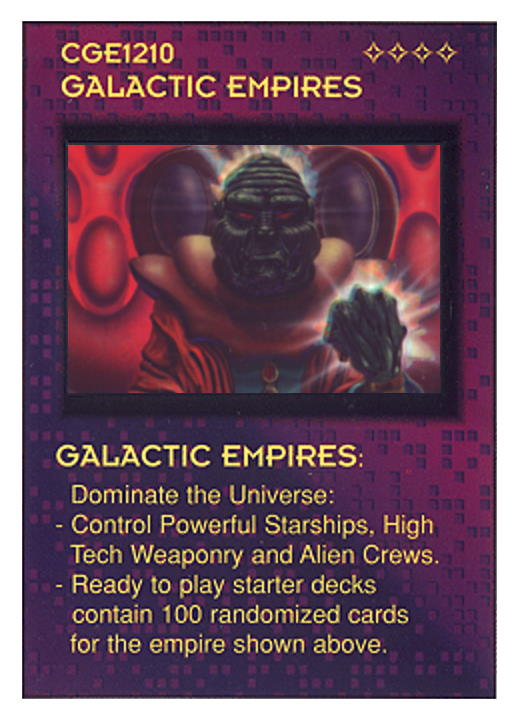 CGE1210
GALACTIC EMPIRES
GALACTIC EMPIRES:
Dominate the Universe:
- Control Powerful Starships, High
Tech Weaponry and Alien Crews.
- Ready to play starter decks
contain 100 randomized cards
for the empire shown above.